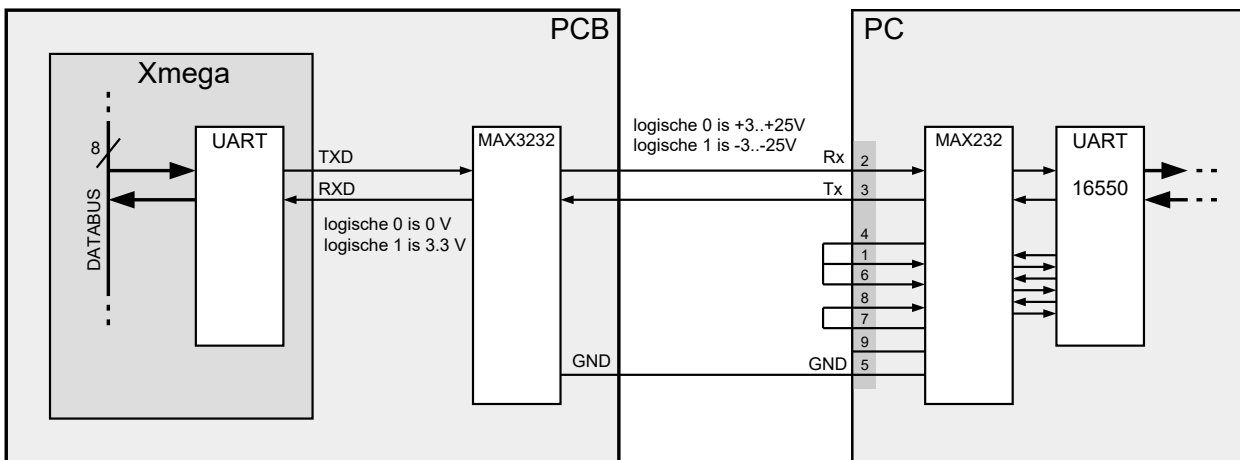 PCB
PC
Xmega
8
DATABUS
UART
TXD
RXD
logische 0 is 0 V
logische 1 is 3.3 V
MAX3232
GND
logische 0 is +3..+25V
logische 1 is -3..-25V
Rx
Tx
GND
2
3
4
1
6
8
7
9
5
MAX232
UART
16550